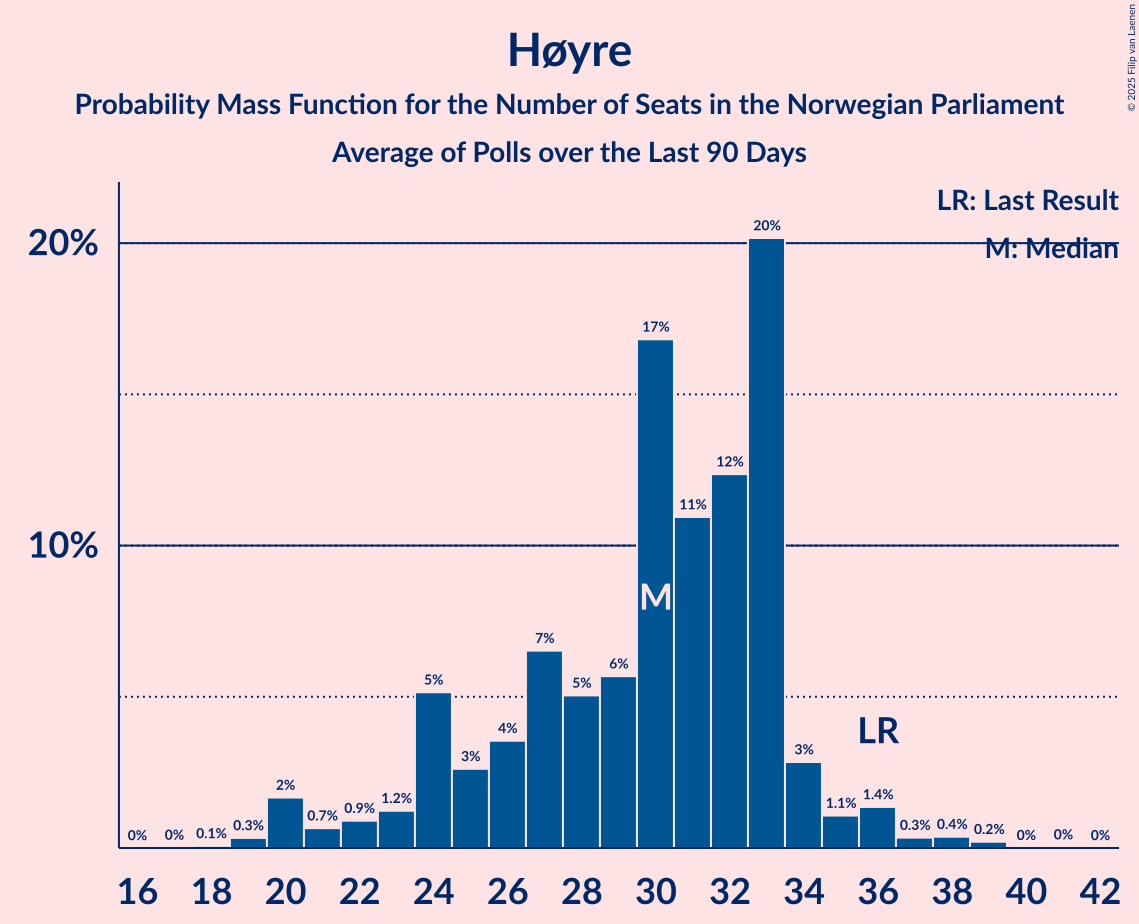 Høyre
Probability Mass Function for the Number of Seats in the Norwegian Parliament
Average of Polls over the Last 90 Days
© 2025 Filip van Laenen
LR: Last Result
M: Median
20%
10%
0% 0% 0.1% 0.3% 2% 0.7% 0.9% 1.2% 5% 3% 4% 7% 5% 6% 17% 11% 12% 20% 3% 1.1% 1.4% 0.3% 0.4% 0.2% 0% 0% 0%
M
LR
16 18 20 22 24 26 28 30 32 34 36 38 40 42